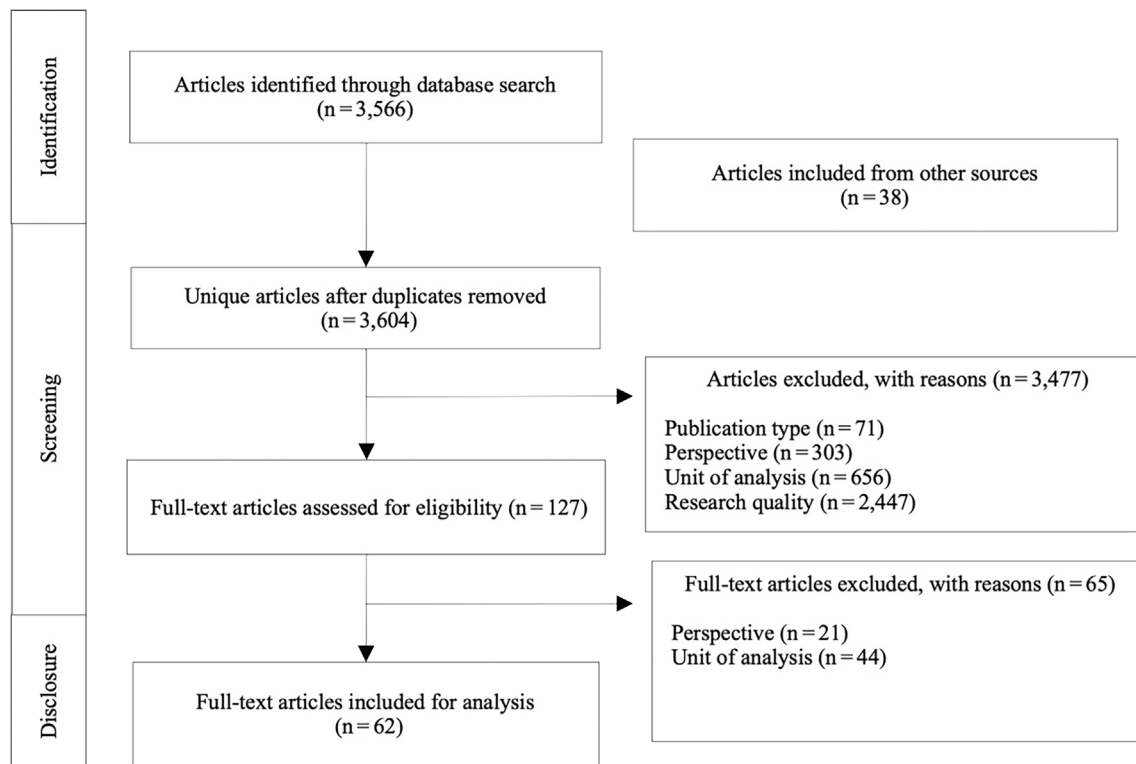 Identification
Articles identified through database search
(n=3,566)
Articles included from other sources
(n=38)
Screening
Unique articles after duplicates removed
(n=3,604)
Articles excluded, with reasons (n=3,477)
Publication type (n=71)
Perspective (n=303)
Unit of analysis (n=656)
Research quality (n=2,447)
Full-text articles assessed for eligibility (n=127)
Full-text articles excluded, with reasons (n=65)
Perspective (n=21)
Unit of analysis (n=44)
Disclosure
Full-text articles included for analysis
(n=62)